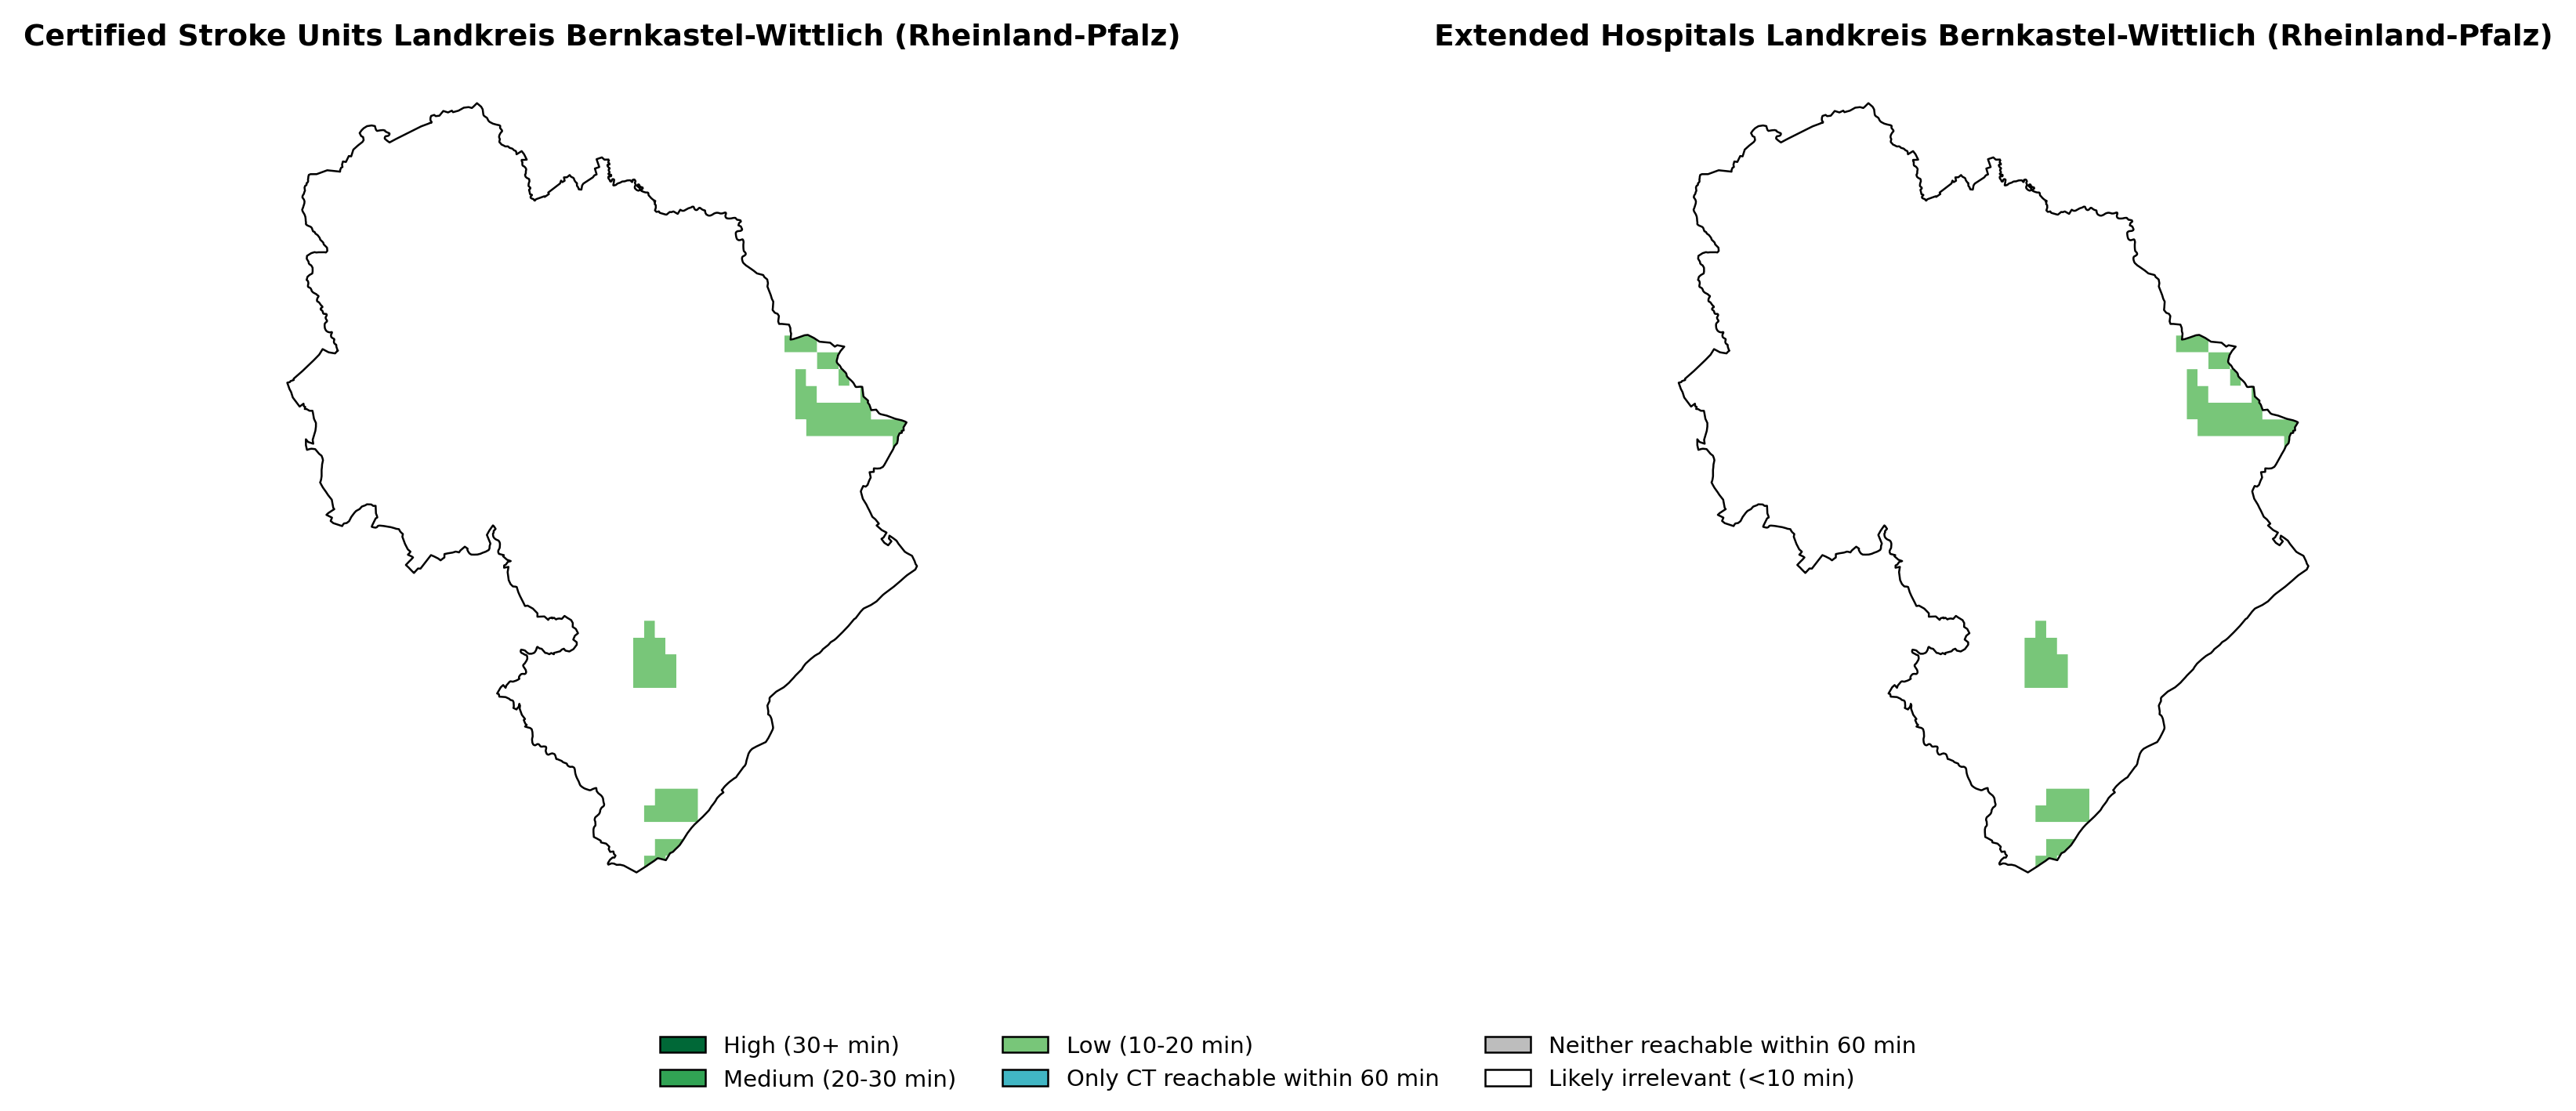 Certified Stroke Units Landkreis Bernkastel-Wittlich (Rheinland-Pfalz)
Extended Hospitals Landkreis Bernkastel-Wittlich (Rheinland-Pfalz)
High (30+ min)
Medium (20-30 min)
Low (10-20 min)
Only CT reachable within 60 min
Neither reachable within 60 min
Likely irrelevant (<10 min)